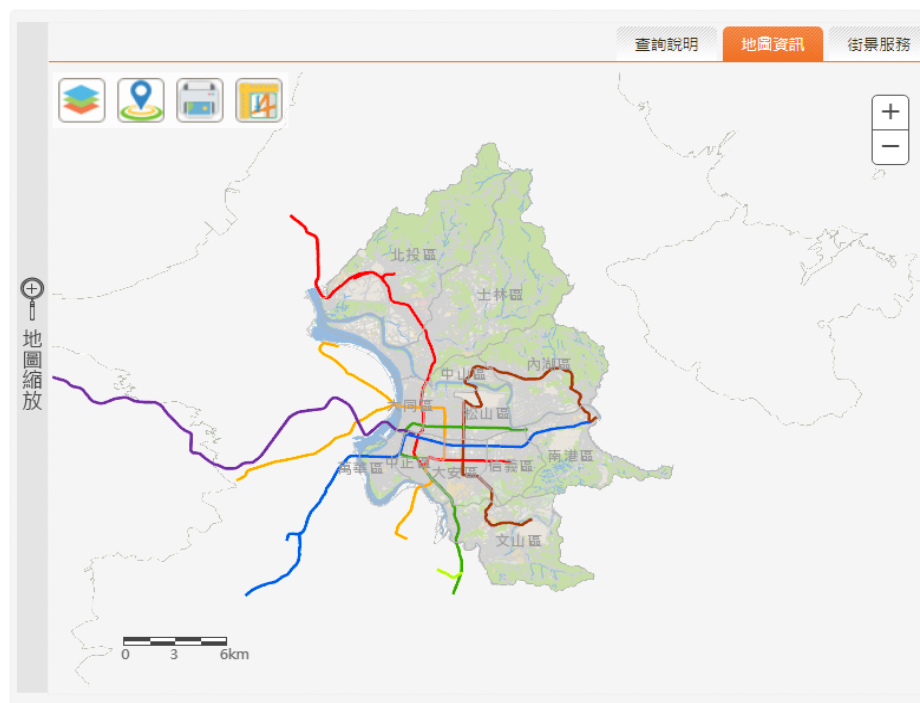 查詢說明
地圖資訊
街景服務
+
−
地圖縮放
北投區
士林區
內湖區
中山區
大同區
松山區
南港區
信義區
萬華區
中正區
大安區
文山區
0 3 6km